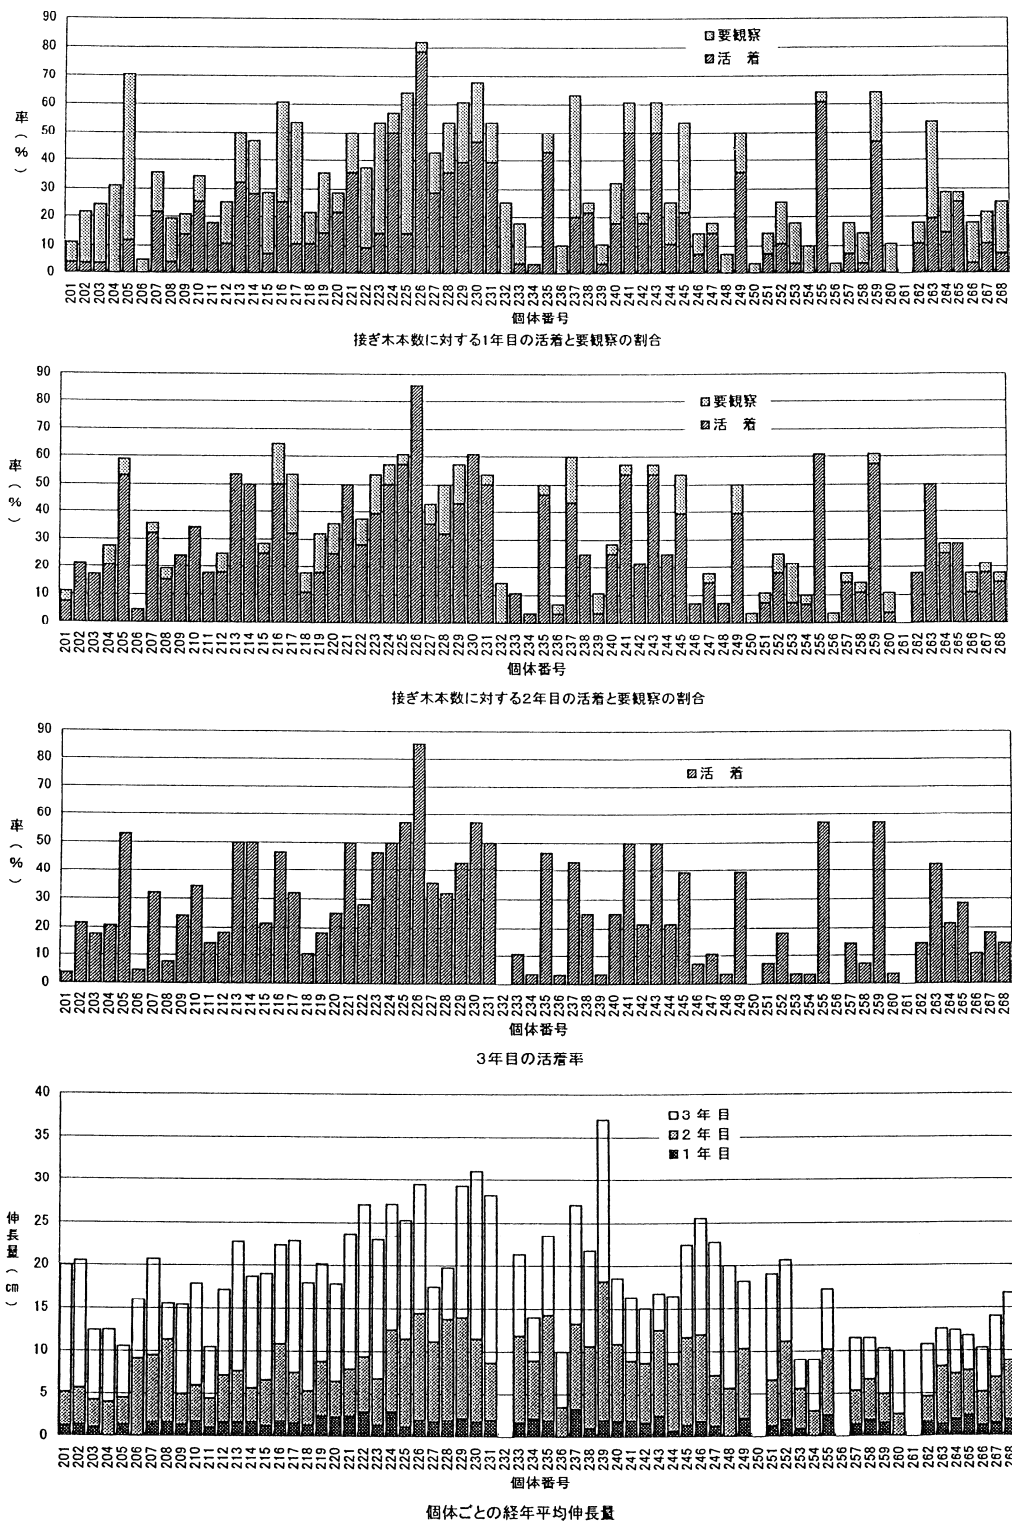 90
80
70
60
50
40
30
20
10
0
率(%)
要観察
活 着
201 202 203 204 205 206 207 208 209 210 211 212 213 214 215 216 217 218 219 220 221 222 223 224 225 226 227 228 229 230 231 232 233 234 235 236 237 238 239 240 241 242 243 244 245 246 247 248 249 250 251 252 253 254 255 256 257 258 259 260 261 262 263 264 265 266 267 268
個体番号
接ぎ木本数に対する1年目の活着と要観察の割合
90
80
70
60
50
40
30
20
10
0
率(%)
要観察
活 着
201 202 203 204 205 206 207 208 209 210 211 212 213 214 215 216 217 218 219 220 221 222 223 224 225 226 227 228 229 230 231 232 233 234 235 236 237 238 239 240 241 242 243 244 245 246 247 248 249 250 251 252 253 254 255 256 257 258 259 260 261 262 263 264 265 266 267 268
個体番号
接ぎ木本数に対する2年目の活着と要観察の割合
90
80
70
60
50
40
30
20
10
0
率(%)
活 着
201 202 203 204 205 206 207 208 209 210 211 212 213 214 215 216 217 218 219 220 221 222 223 224 225 226 227 228 229 230 231 232 233 234 235 236 237 238 239 240 241 242 243 244 245 246 247 248 249 250 251 252 253 254 255 256 257 258 259 260 261 262 263 264 265 266 267 268
個体番号
3年目の活着率
40
35
30
25
20
15
10
5
0
伸長量(cm)
3年目
2年目
1年目
201 202 203 204 205 206 207 208 209 210 211 212 213 214 215 216 217 218 219 220 221 222 223 224 225 226 227 228 229 230 231 232 233 234 235 236 237 238 239 240 241 242 243 244 245 246 247 248 249 250 251 252 253 254 255 256 257 258 259 260 261 262 263 264 265 266 267 268
個体番号
個体ごとの経年平均伸長量